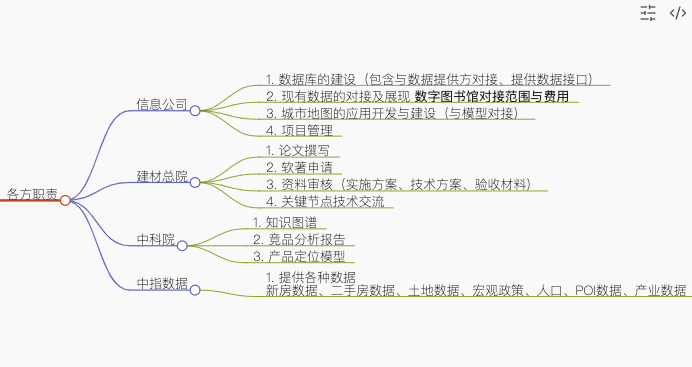 各方职责
信息公司
1. 数据库的建设（包含与数据提供方对接、提供数据接口）
2. 现有数据的对接及展现 数字图书馆对接范围与费用
3. 城市地图的应用开发与建设（与模型对接）
4. 项目管理
建材总院
1. 论文撰写
2. 软著申请
3. 资料审核（实施方案、技术方案、验收材料）
4. 关键节点技术交流
中科院
1. 知识图谱
2. 竞品分析报告
3. 产品定位模型
中指数据
1. 提供各种数据
新房数据、二手房数据、土地数据、宏观政策、人口、POI数据、产业数据